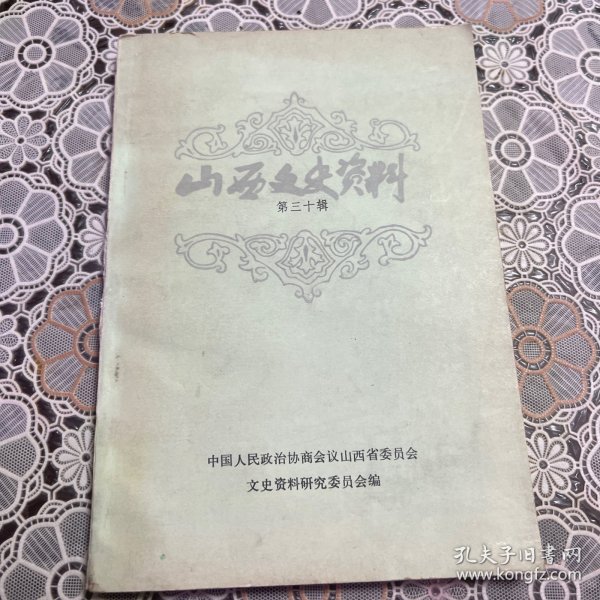 山西文史资料
第三十辑
中国人民政治协商会议山西省委员会
文史资料研究委员会编
孔夫子旧书网
www.kongfz.com